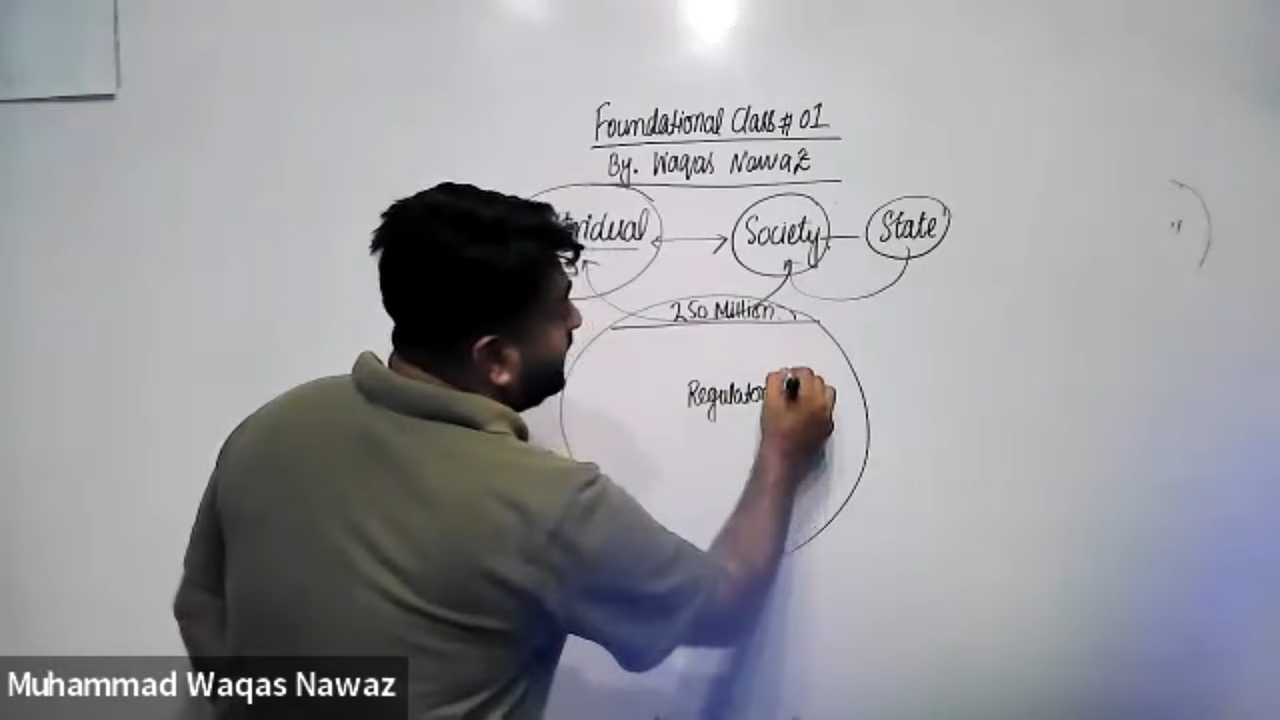 Foundational Class # 01
By. Waqas Nawaz
Society
State
250 Million
Muhammad Waqas Nawaz